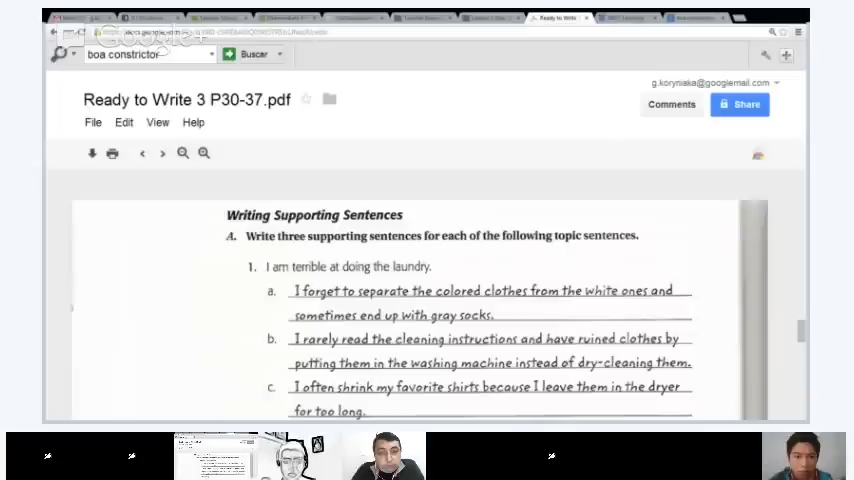 Google+
Ready to Write
boa constrictor
Buscar
g.koryniaka@googlemail.com
Ready to Write 3 P30-37.pdf
Comments
Share
File Edit View Help
Writing Supporting Sentences
A. Write three supporting sentences for each of the following topic sentences.
1. I am terrible at doing the laundry.
a. I forget to separate the colored clothes from the white ones and
sometimes end up with gray socks.
b. I rarely read the cleaning instructions and have ruined clothes by
putting them in the washing machine instead of dry-cleaning them.
c. I often shrink my favorite shirts because I leave them in the dryer
for too long.